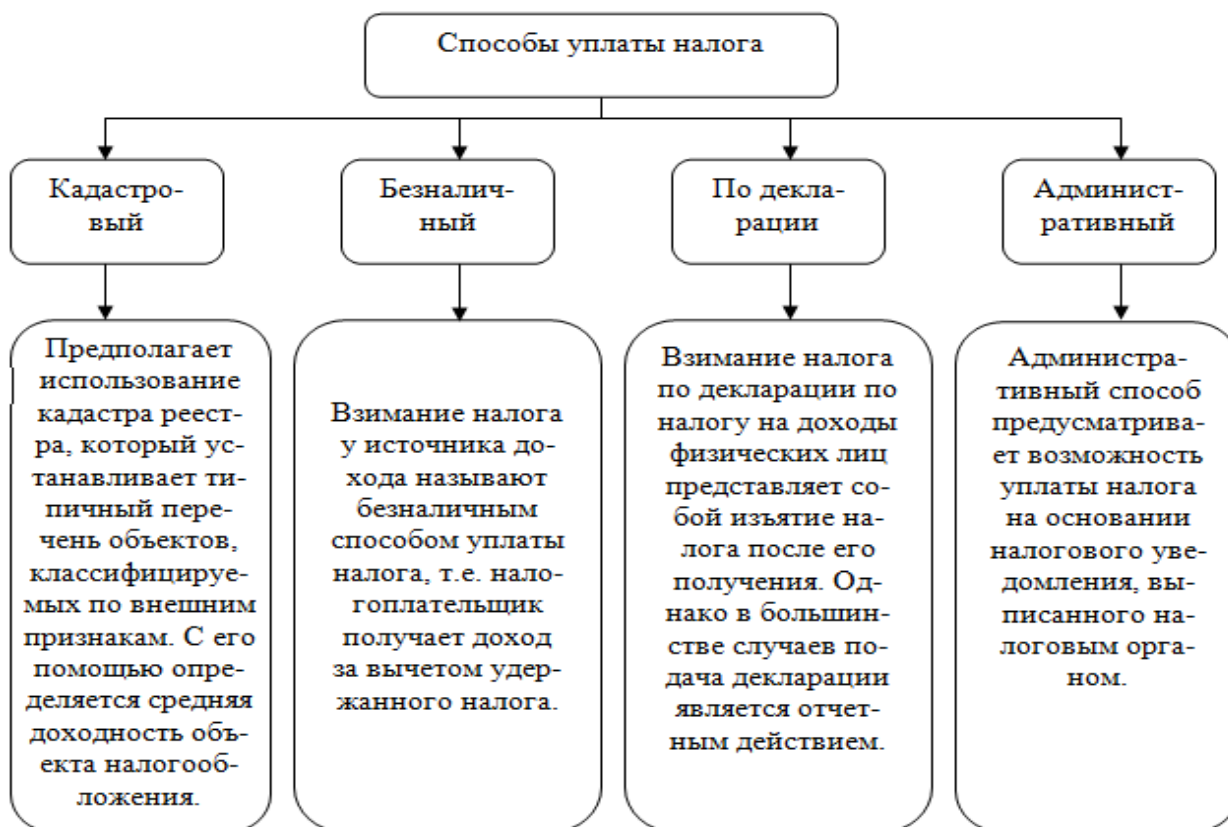 Способы уплаты налога
Кадастро-
вый
Безналич-
ный
По декла-
рации
Админист-
ративный
Предполагает
использование
кадастра реест-
ра, который ус-
танавливает ти-
пичный пере-
чень объектов,
классифицируе-
мых по внешним
признакам. С его
помощью опре-
деляется средняя
доходность объ-
екта налогооб-
ложения.
Взимание налога
у источника до-
хода называют
безналичным
способом уплаты
налога, т.е. нало-
гоплательщик
получает доход
за вычетом удер-
жанного налога.
Взимание налога
по декларации по
налогу на доходы
физических лиц
представляет со-
бой изъятие на-
лога после его
получения. Од-
нако в большин-
стве случаев по-
дача декларации
является отчет-
ным действием.
Администра-
тивный способ
предусматрива-
ет возможность
уплаты налога
на основании
налогового уве-
домления, вы-
писанного на-
логовым орга-
ном.